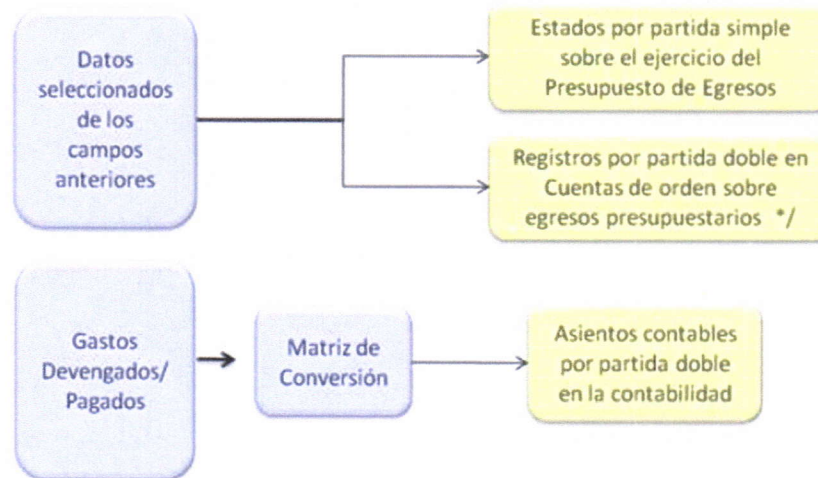 Datos
seleccionados
de los
campos
anteriores
Estados por partida simple
sobre el ejercicio del
Presupuesto de Egresos
Registros por partida doble en
Cuentas de orden sobre
egresos presupuestarios */
Gastos
Devengados/
Pagados
Matriz de
Conversión
Asientos contables
por partida doble
en la contabilidad